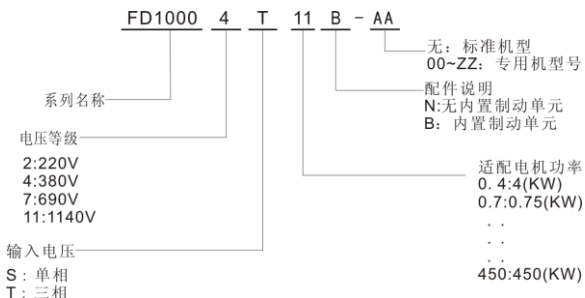 FD1000 4 T 11 B - AA
无：标准机型
00~ZZ：专用机型号
配件说明
N:无内置制动单元
B：内置制动单元
系列名称
电压等级
2:220V
4:380V
7:690V
11:1140V
适配电机功率
0. 4:4(KW)
0.7:0.75(KW)
. .
. .
. .
450:450(KW)
输入电压
S：单相
T：三相